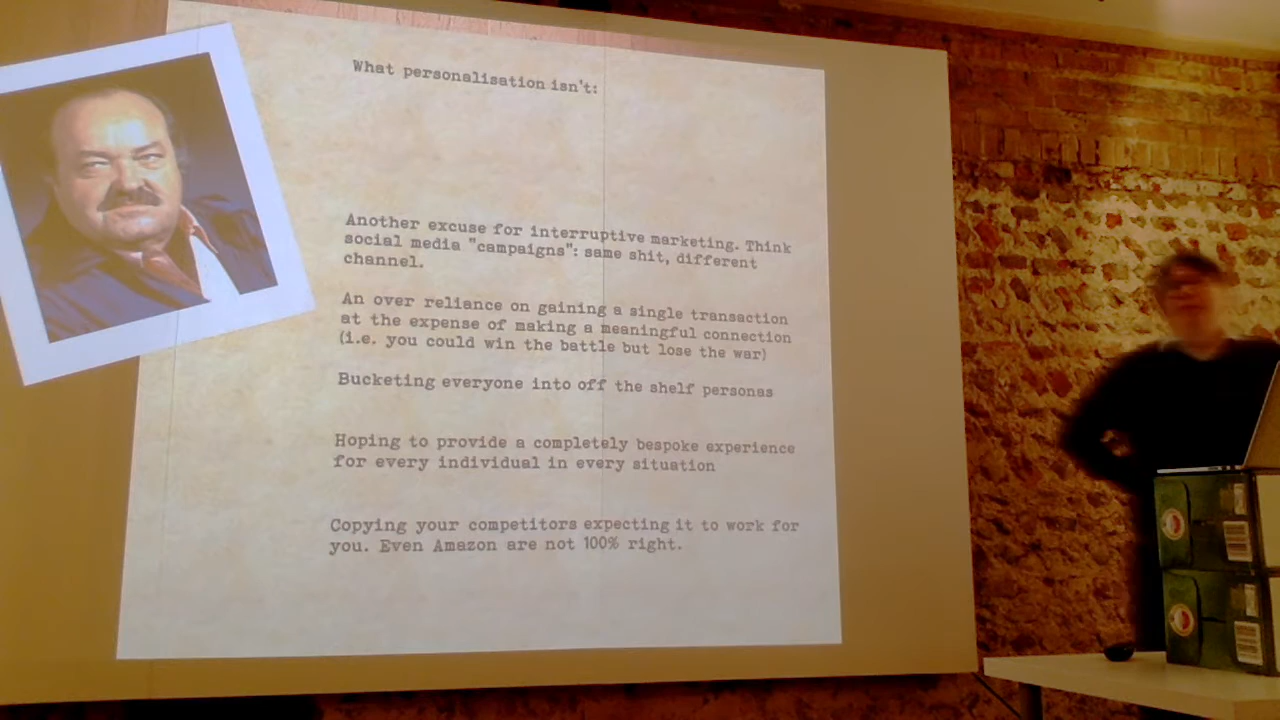 What personalisation isn't:
Another excuse for interruptive marketing. Think
social media "campaigns": same shit, different
channel.
An over reliance on gaining a single transaction
at the expense of making a meaningful connection
(i.e. you could win the battle but lose the war)
Bucketing everyone into off the shelf personas
Hoping to provide a completely bespoke experience
for every individual in every situation
Copying your competitors expecting it to work for
you. Even Amazon are not 100% right.